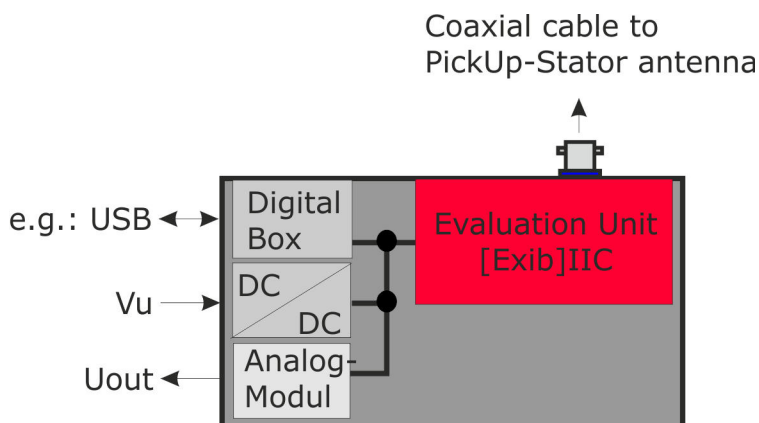 Coaxial cable to
PickUp-Stator antenna
e.g.: USB
Digital
Box
Evaluation Unit
[Exib]IIC
Vu
DC
DC
Uout
Analog-
Modul